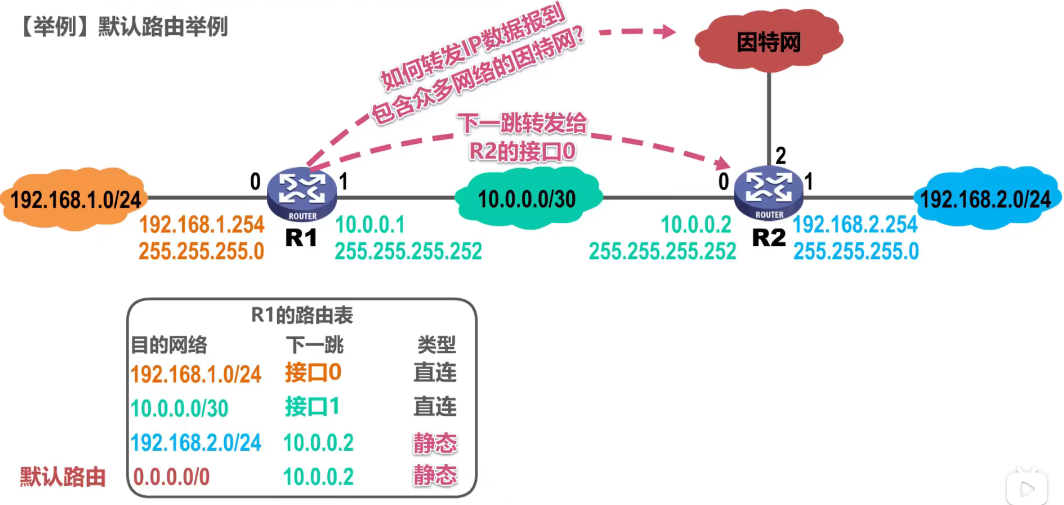 【举例】默认路由举例
如何转发IP数据报到
包含众多网络的因特网?
因特网
下一跳转发给
R2的接口0
192.168.1.0/24
0
ROUTER
1
R1
192.168.1.254
255.255.255.0
10.0.0.1
255.255.255.252
10.0.0.0/30
10.0.0.2
255.255.255.252
0
2
ROUTER
1
R2
192.168.2.254
255.255.255.0
192.168.2.0/24
R1的路由表
目的网络 下一跳 类型
192.168.1.0/24 接口0 直连
10.0.0.0/30 接口1 直连
192.168.2.0/24 10.0.0.2 静态
默认路由 0.0.0.0/0 10.0.0.2 静态